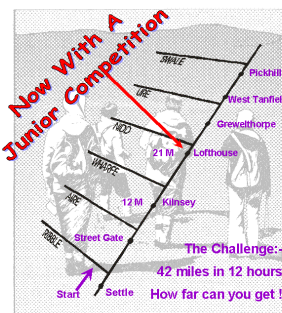 Now With A
Junior Competition
SWALE
Pickhill
URE
West Tanfiel
Grewelthorpe
NIDD
21 M
Lofthouse
WHARFE
12 M
Kilnsey
AIRE
Street Gate
RIBBLE
Start
Settle
The Challenge:-
42 miles in 12 hours
How far can you get !